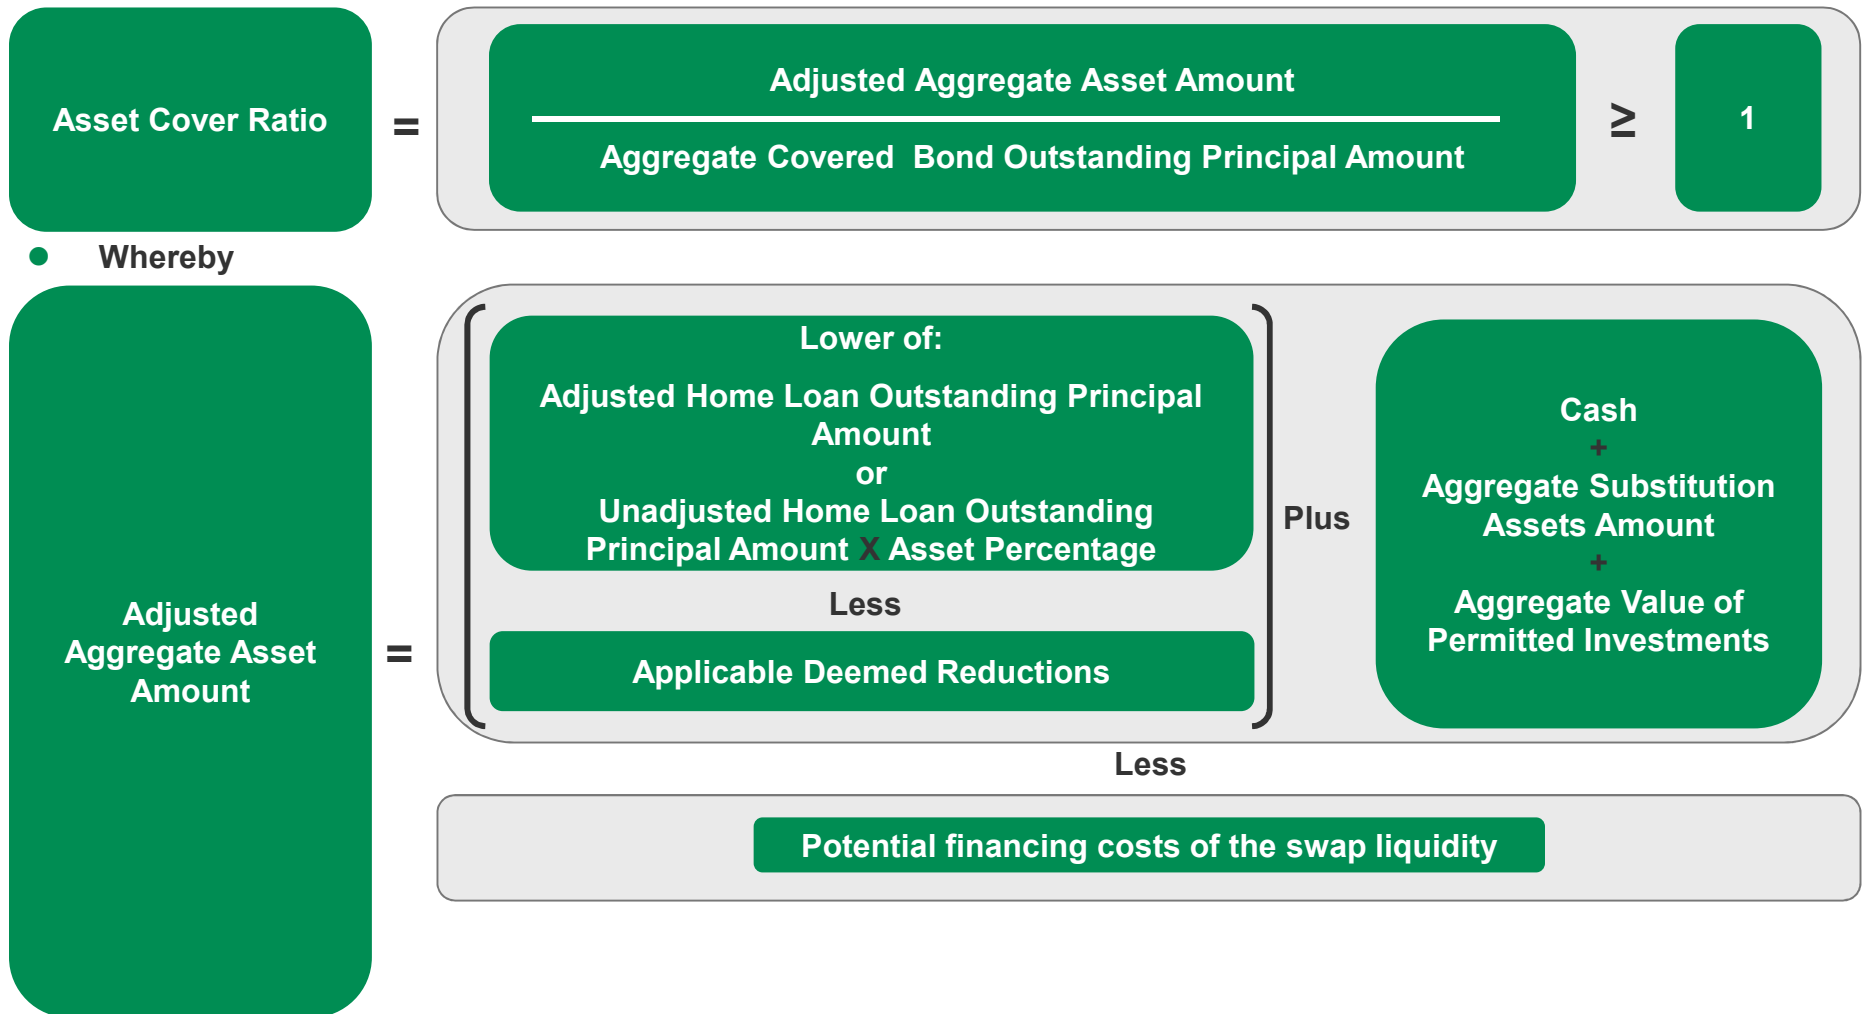 Asset Cover Ratio
=
Adjusted Aggregate Asset Amount
Aggregate Covered  Bond Outstanding Principal Amount
≥
1
Whereby
Adjusted
Aggregate Asset
Amount
=
Lower of:
Adjusted Home Loan Outstanding Principal
Amount
or
Unadjusted Home Loan Outstanding
Principal Amount X Asset Percentage
Less
Applicable Deemed Reductions
Plus
Cash
+
Aggregate Substitution
Assets Amount
+
Aggregate Value of
Permitted Investments
Less
Potential financing costs of the swap liquidity